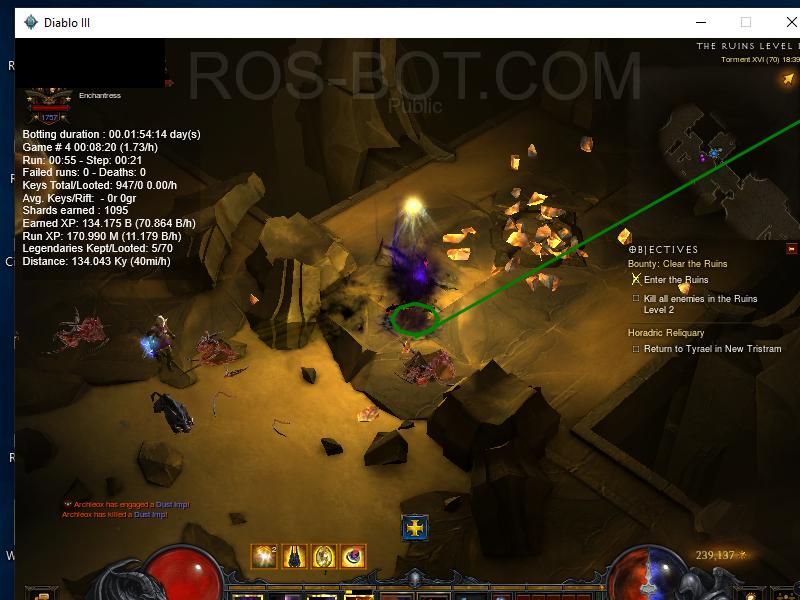 Diablo III
ROS-BOT.COM
Public
THE RUINS LEVEL
Torment XVI (70) 18:39
Enchantress
1757
Botting duration : 00.01:54:14 day(s)
Game # 4 00:08:20 (1.73/h)
Run: 00:55 - Step: 00:21
Failed runs: 0 - Deaths: 0
Keys Total/Looted: 947/0 0.00/h
Avg. Keys/Rift: - 0r 0gr
Shards earned : 1095
Earned XP: 134.175 B (70.864 B/h)
Run XP: 170.990 M (11.179 B/h)
Legendaries Kept/Looted: 5/70
Distance: 134.043 Ky (40mi/h)
OBJECTIVES
Bounty: Clear the Ruins
Enter the Ruins
Kill all enemies in the Ruins
Level 2
Horadric Reliquary
Return to Tyrael in New Tristram
Archleox has engaged a Dust Imp!
Archleox has killed a Dust Imp!
2
239,137